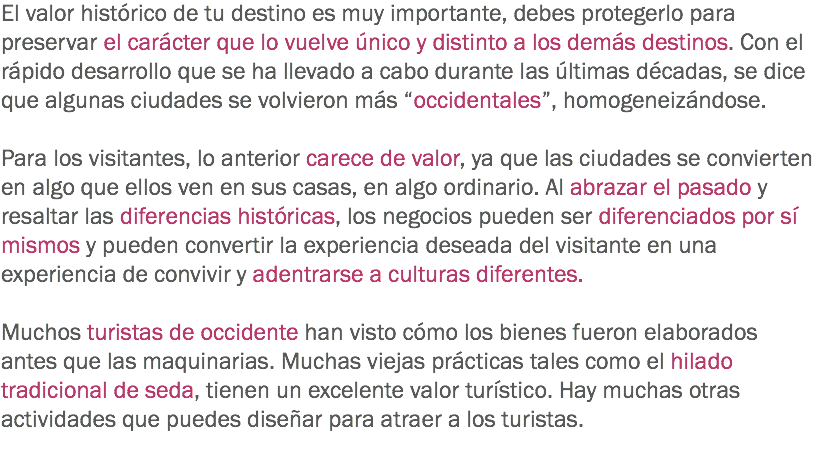 El valor histórico de tu destino es muy importante, debes protegerlo para
preservar el carácter que lo vuelve único y distinto a los demás destinos. Con el
rápido desarrollo que se ha llevado a cabo durante las últimas décadas, se dice
que algunas ciudades se volvieron más “occidentales”, homogeneizándose.
Para los visitantes, lo anterior carece de valor, ya que las ciudades se convierten
en algo que ellos ven en sus casas, en algo ordinario. Al abrazar el pasado y
resaltar las diferencias históricas, los negocios pueden ser diferenciados por sí
mismos y pueden convertir la experiencia deseada del visitante en una
experiencia de convivir y adentrarse a culturas diferentes.
Muchos turistas de occidente han visto cómo los bienes fueron elaborados
antes que las maquinarias. Muchas viejas prácticas tales como el hilado
tradicional de seda, tienen un excelente valor turístico. Hay muchas otras
actividades que puedes diseñar para atraer a los turistas.